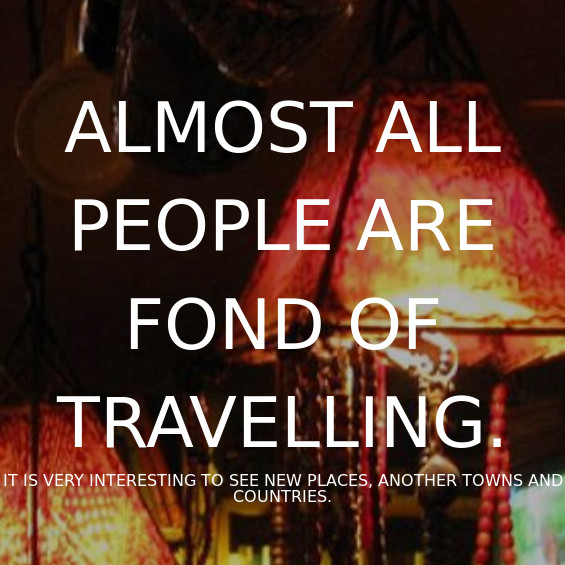 ALMOST ALL
PEOPLE ARE
FOND OF
TRAVELLING.
IT IS VERY INTERESTING TO SEE NEW PLACES, ANOTHER TOWNS AND
COUNTRIES.